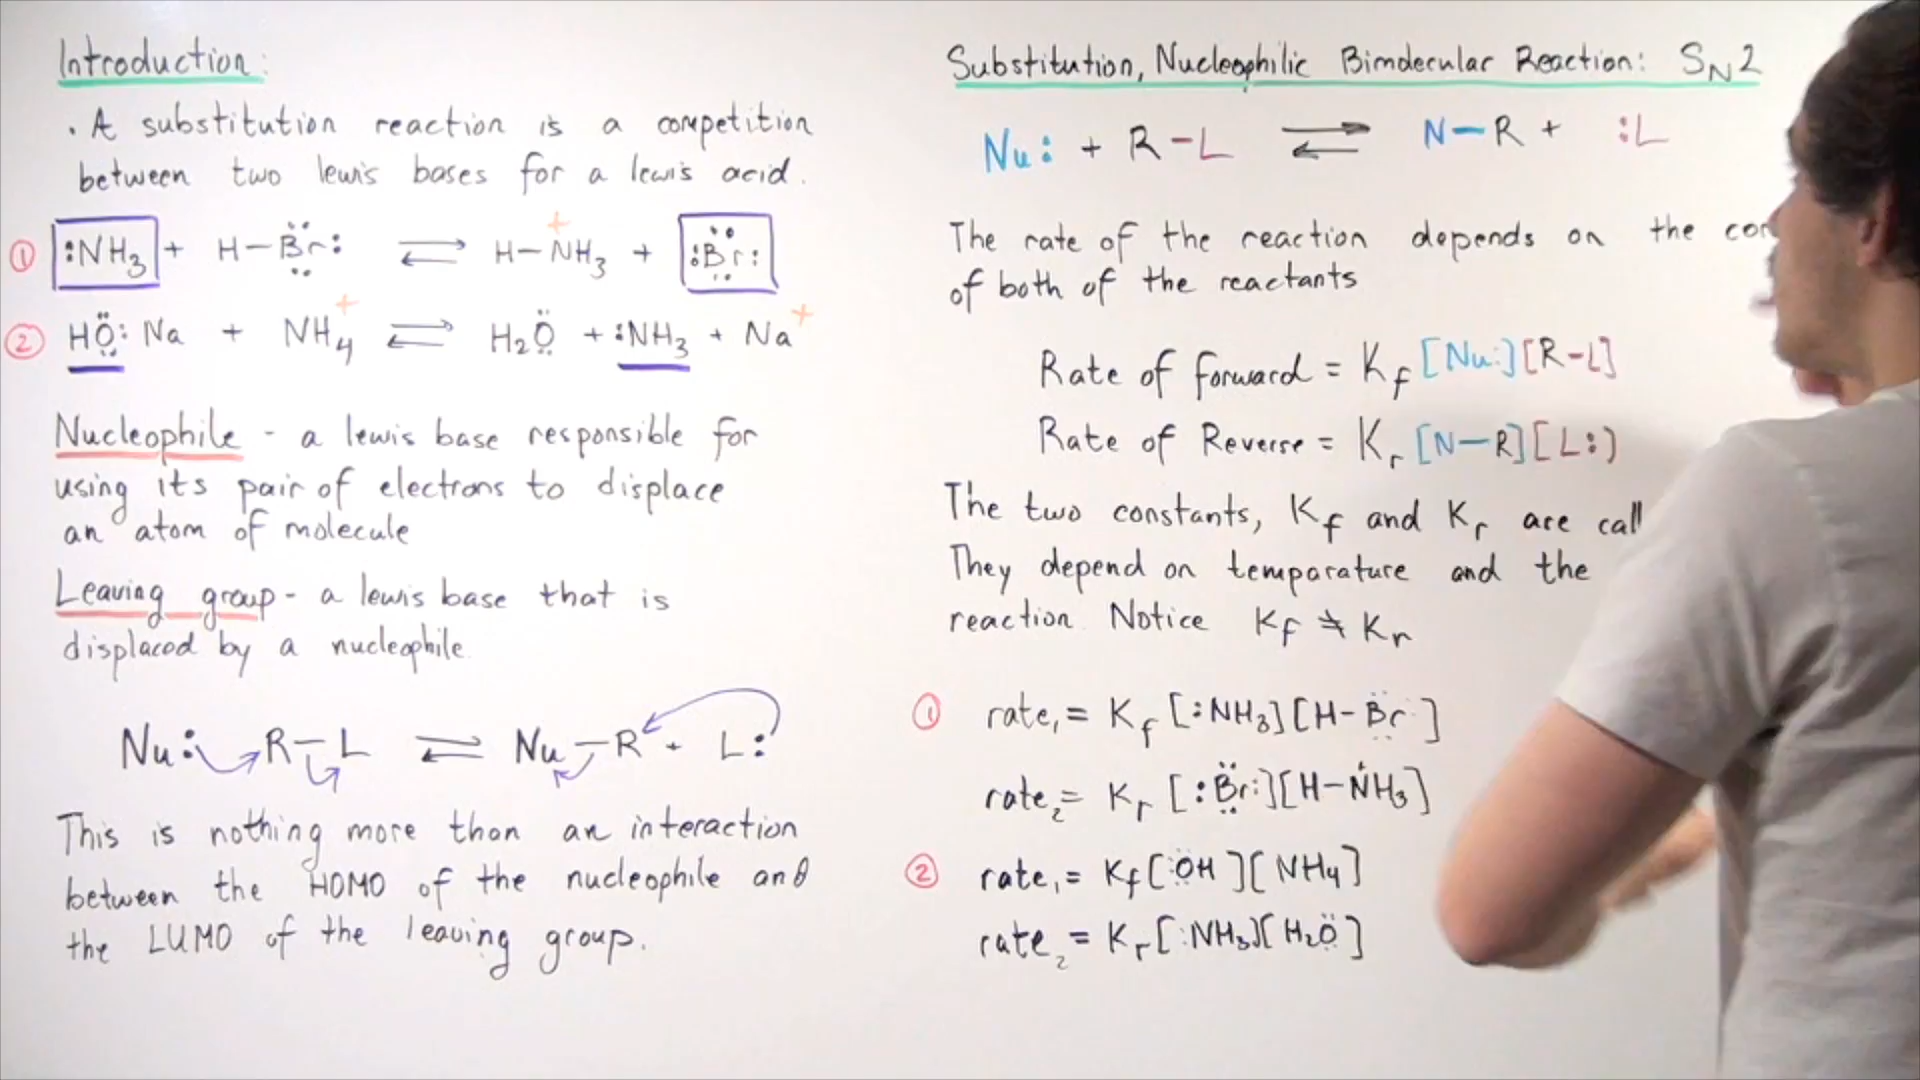 Introduction:
. A substitution reaction is a competition
between two lewis bases for a lewis acid.
① :NH₃ + H-Br: ⇌ H-NH₃⁺ + :Br:
② HO: Na + NH₄⁺ ⇌ H₂O + :NH₃ + Na⁺
Nucleophile - a lewis base responsible for
using its pair of electrons to displace
an atom of molecule
Leaving group - a lewis base that is
displaced by a nucleophile
Nu: R-L ⇌ Nu-R + L:
This is nothing more than an interaction
between the HOMO of the nucleophile and
the LUMO of the leaving group.
Substitution, Nucleophilic Bimolecular Reaction: SN2
Nu: + R-L ⇌ N-R + :L
The rate of the reaction depends on the
of both of the reactants
Rate of forward = Kf [Nu:][R-L]
Rate of Reverse = Kr [N-R][L:)
The two constants, Kf and Kr are
They depend on temparature and the
reaction. Notice Kf ≠ Kr
① rate₁ = Kf [:NH₃][H-Br:]
rate₂ = Kr [:Br:][H-NH₃]
② rate₁ = Kf [:OH][NH₄]
rate₂ = Kr [:NH₃][H₂O]